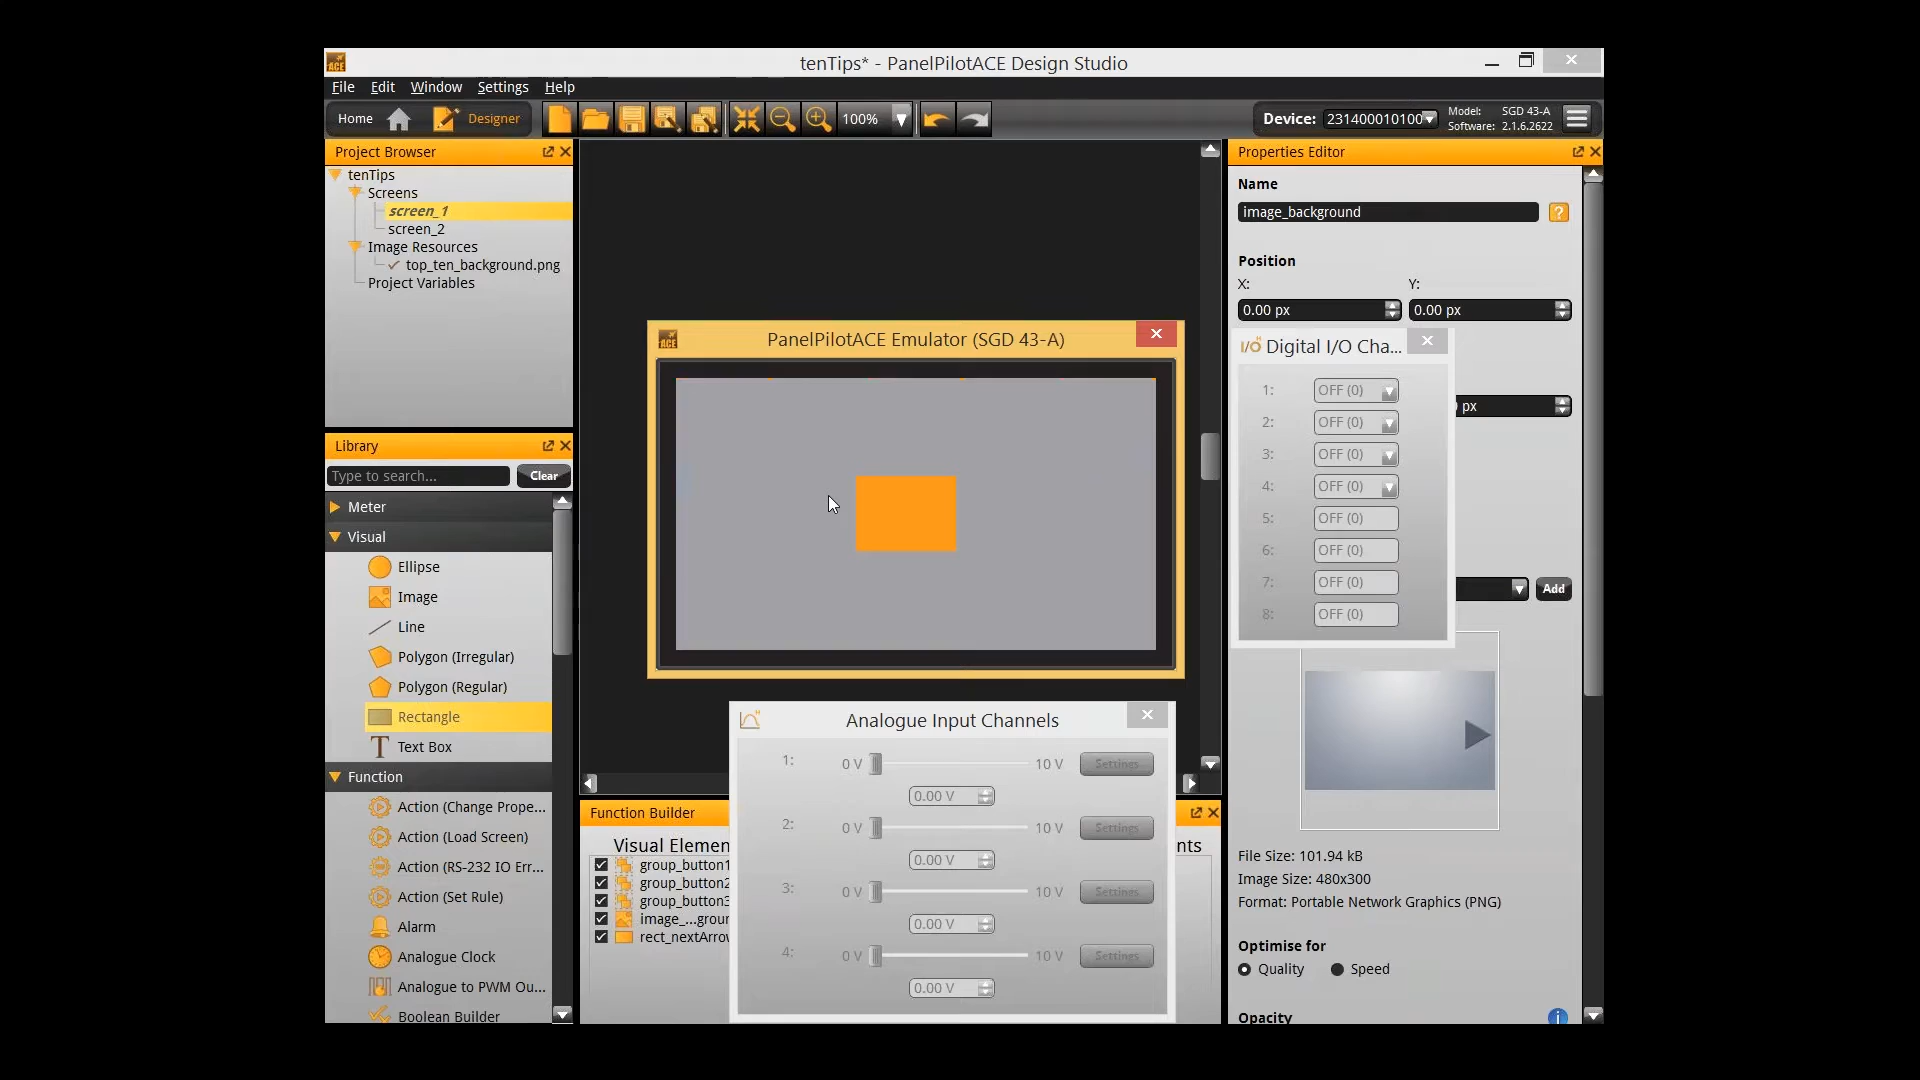 tenTips* - PanelPilotACE Design Studio
File Edit Window Settings Help
Home Designer 100% Device: 231400010100 Model: SGD 43-A
Software: 2.1.6.2622
Project Browser
tenTips
Screens
screen_1
screen_2
Image Resources
top_ten_background.png
Project Variables
Library
Type to search... Clear
Meter
Visual
Ellipse
Image
Line
Polygon (Irregular)
Polygon (Regular)
Rectangle
Text Box
Function
Action (Change Prope...
Action (Load Screen)
Action (RS-232 IO Err...
Action (Set Rule)
Alarm
Analogue Clock
Analogue to PWM Ou...
Boolean Builder
PanelPilotACE Emulator (SGD 43-A)
Analogue Input Channels
1: 0 V 10 V Settings
0.00 V
2: 0 V 10 V Settings
0.00 V
3: 0 V 10 V Settings
0.00 V
4: 0 V 10 V Settings
0.00 V
Function Builder
Visual Elemen nts
group_button1
group_button2
group_button3
image_...groun
rect_nextArrow
Properties Editor
Name
image_background ?
Position
X: Y:
0.00 px 0.00 px
I/O Digital I/O Cha...
1: OFF (0)
2: OFF (0)
3: OFF (0)
4: OFF (0)
5: OFF (0)
6: OFF (0)
7: OFF (0)
8: OFF (0)
px
Add
File Size: 101.94 kB
Image Size: 480x300
Format: Portable Network Graphics (PNG)
Optimise for
Quality Speed
Opacity i